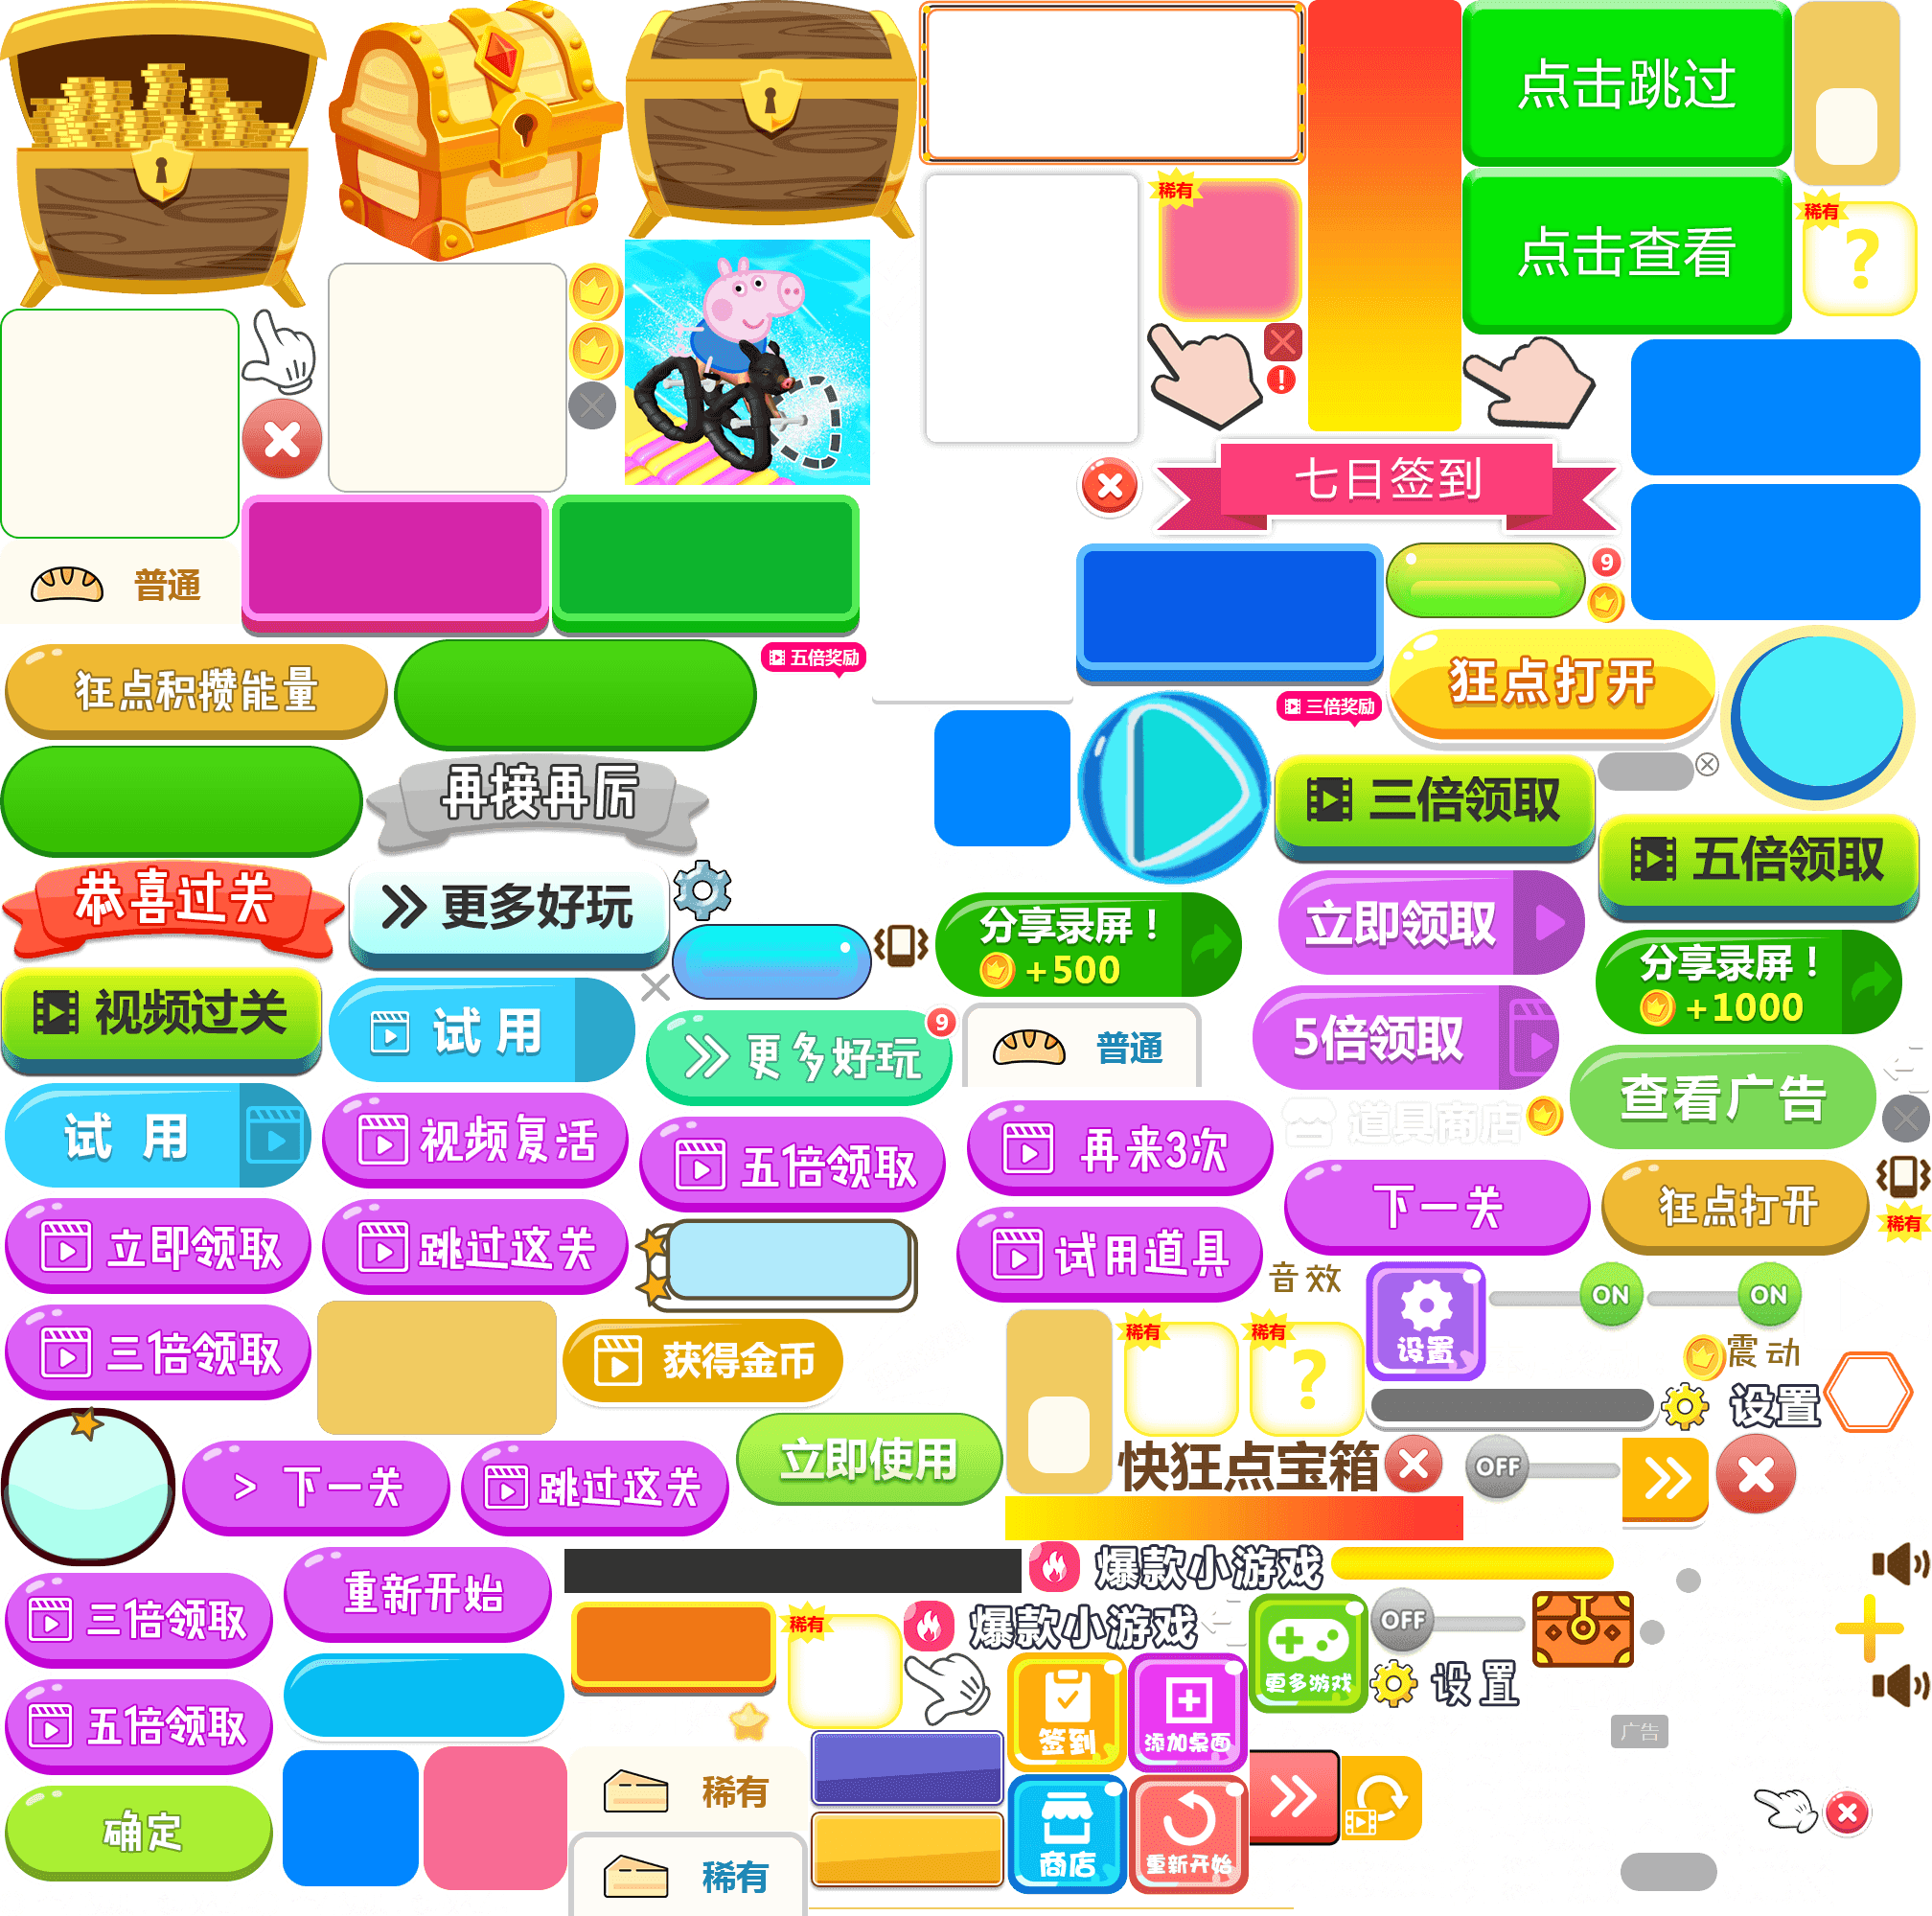 点击跳过
稀有
稀有
点击查看
?
七日签到
普通
9
狂点积攒能量
五倍奖励
狂点打开
三倍奖励
再接再厉
三倍领取
五倍领取
恭喜过关
更多好玩
分享录屏！
+500
立即领取
分享录屏！
+1000
视频过关
试用
9
更多好玩
普通
5倍领取
查看广告
试用
视频复活
五倍领取
再来3次
道具商店
下一关
狂点打开
稀有
立即领取
跳过这关
试用道具
音效
设置
ON
ON
三倍领取
获得金币
稀有
稀有
?
震动
设置
> 下一关
跳过这关
立即使用
快狂点宝箱
OFF
三倍领取
重新开始
爆款小游戏
稀有
爆款小游戏
更多游戏
OFF
设置
五倍领取
签到
添加桌面
广告
稀有
确定
商店
重新开始
稀有